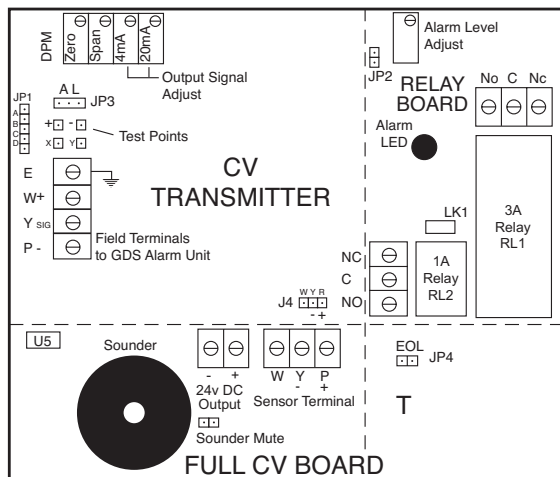 DPM
Zero
Span
4mA
20mA
Output Signal
Adjust
Alarm Level
Adjust
JP2
RELAY
BOARD
No C Nc
Alarm
LED
JP1
A
B
C
D
A L
JP3
+ -
X Y
Test Points
CV
TRANSMITTER
E
W+
Y SIG
P -
Field Terminals
to GDS Alarm Unit
LK1
3A
Relay
RL1
NC
C
NO
1A
Relay
RL2
J4
W Y R
- +
U5
Sounder
- +
24v DC
Output
W Y P
- +
Sensor Terminal
Sounder Mute
EOL
JP4
T
FULL CV BOARD